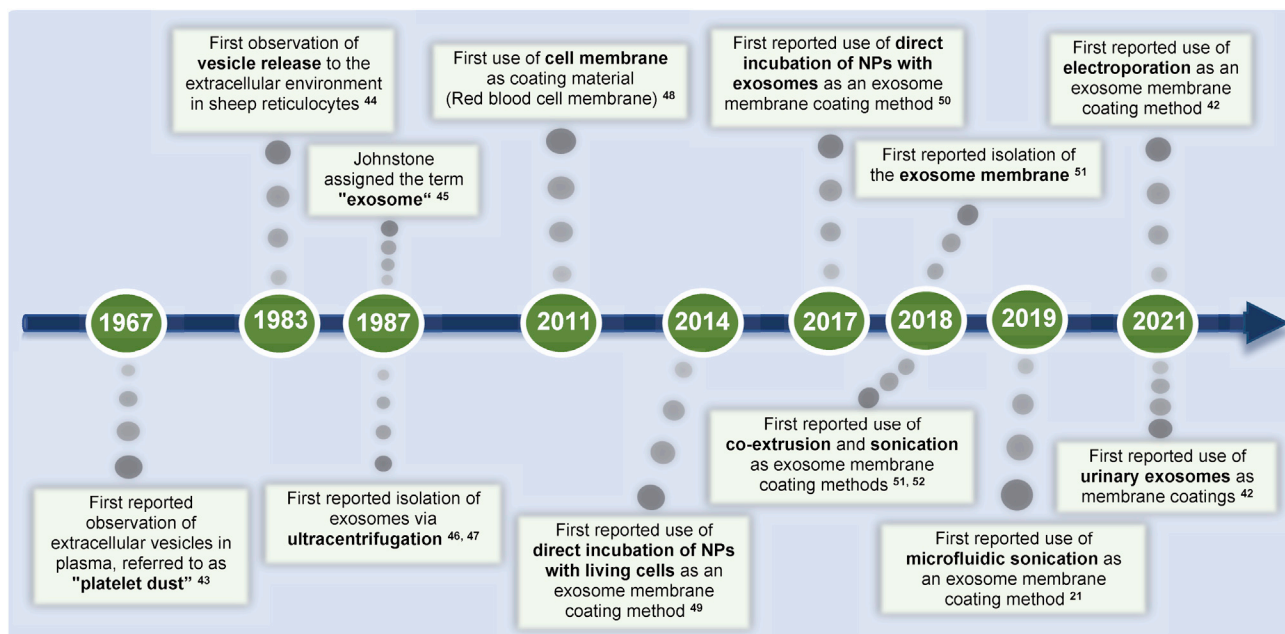 First observation of
vesicle release to the
extracellular environment
in sheep reticulocytes 44
Johnstone
assigned the term
"exosome“ 45
First use of cell membrane
as coating material
(Red blood cell membrane) 48
First reported use of direct
incubation of NPs with
exosomes as an exosome
membrane coating method 50
First reported isolation of
the exosome membrane 51
First reported use of
electroporation as an
exosome membrane
coating method 42
1967
1983
1987
2011
2014
2017
2018
2019
2021
First reported
observation of
extracellular vesicles in
plasma, referred to as
"platelet dust” 43
First reported isolation of
exosomes via
ultracentrifugation 46, 47
First reported use of
direct incubation of NPs
with living cells as an
exosome membrane
coating method 49
First reported use of
co-extrusion and sonication
as exosome membrane
coating methods 51, 52
First reported use of
microfluidic sonication as
an exosome membrane
coating method 21
First reported use of
urinary exosomes as
membrane coatings 42